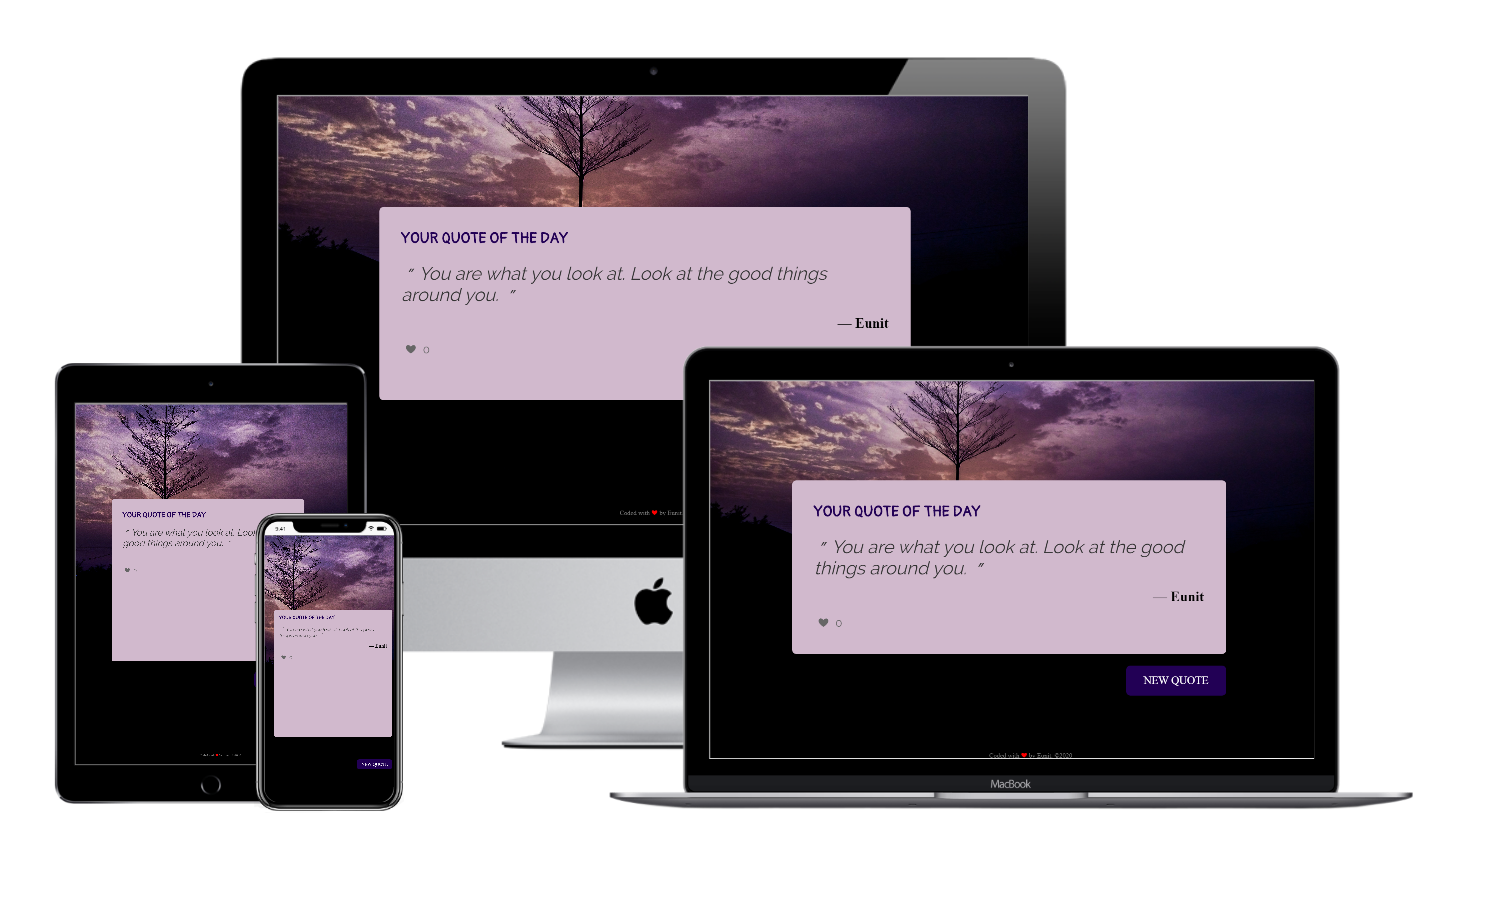 YOUR QUOTE OF THE DAY
" You are what you look at. Look at the good things
around you. "
— Eunit
0
Coded with ❤ by Eunit
YOUR QUOTE OF THE DAY
" You are what you look at. Look
good things around you. "
9:41
YOUR QUOTE OF THE DAY
— Eunit
NEW QUOTE
YOUR QUOTE OF THE DAY
" You are what you look at. Look at the good
things around you. "
— Eunit
0
NEW QUOTE
Coded with ❤ by Eunit ©2020
MacBook